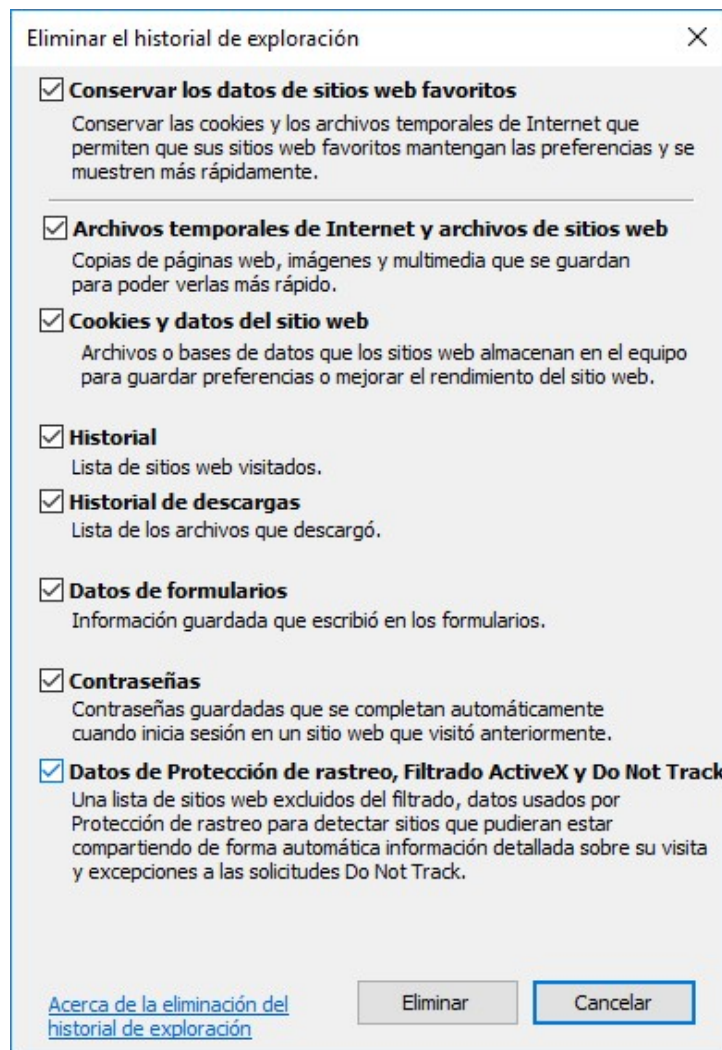 Eliminar el historial de exploración
Conservar los datos de sitios web favoritos
Conservar las cookies y los archivos temporales de Internet que
permiten que sus sitios web favoritos mantengan las preferencias y se
muestren más rápidamente.
Archivos temporales de Internet y archivos de sitios web
Copias de páginas web, imágenes y multimedia que se guardan
para poder verlas más rápido.
Cookies y datos del sitio web
Archivos o bases de datos que los sitios web almacenan en el equipo
para guardar preferencias o mejorar el rendimiento del sitio web.
Historial
Lista de sitios web visitados.
Historial de descargas
Lista de los archivos que descargó.
Datos de formularios
Información guardada que escribió en los formularios.
Contraseñas
Contraseñas guardadas que se completan automáticamente
cuando inicia sesión en un sitio web que visitó anteriormente.
Datos de Protección de rastreo, Filtrado ActiveX y Do Not Track
Una lista de sitios web excluidos del filtrado, datos usados por
Protección de rastreo para detectar sitios que pudieran estar
compartiendo de forma automática información detallada sobre su visita
y excepciones a las solicitudes Do Not Track.
Acerca de la eliminación del
historial de exploración
Eliminar
Cancelar